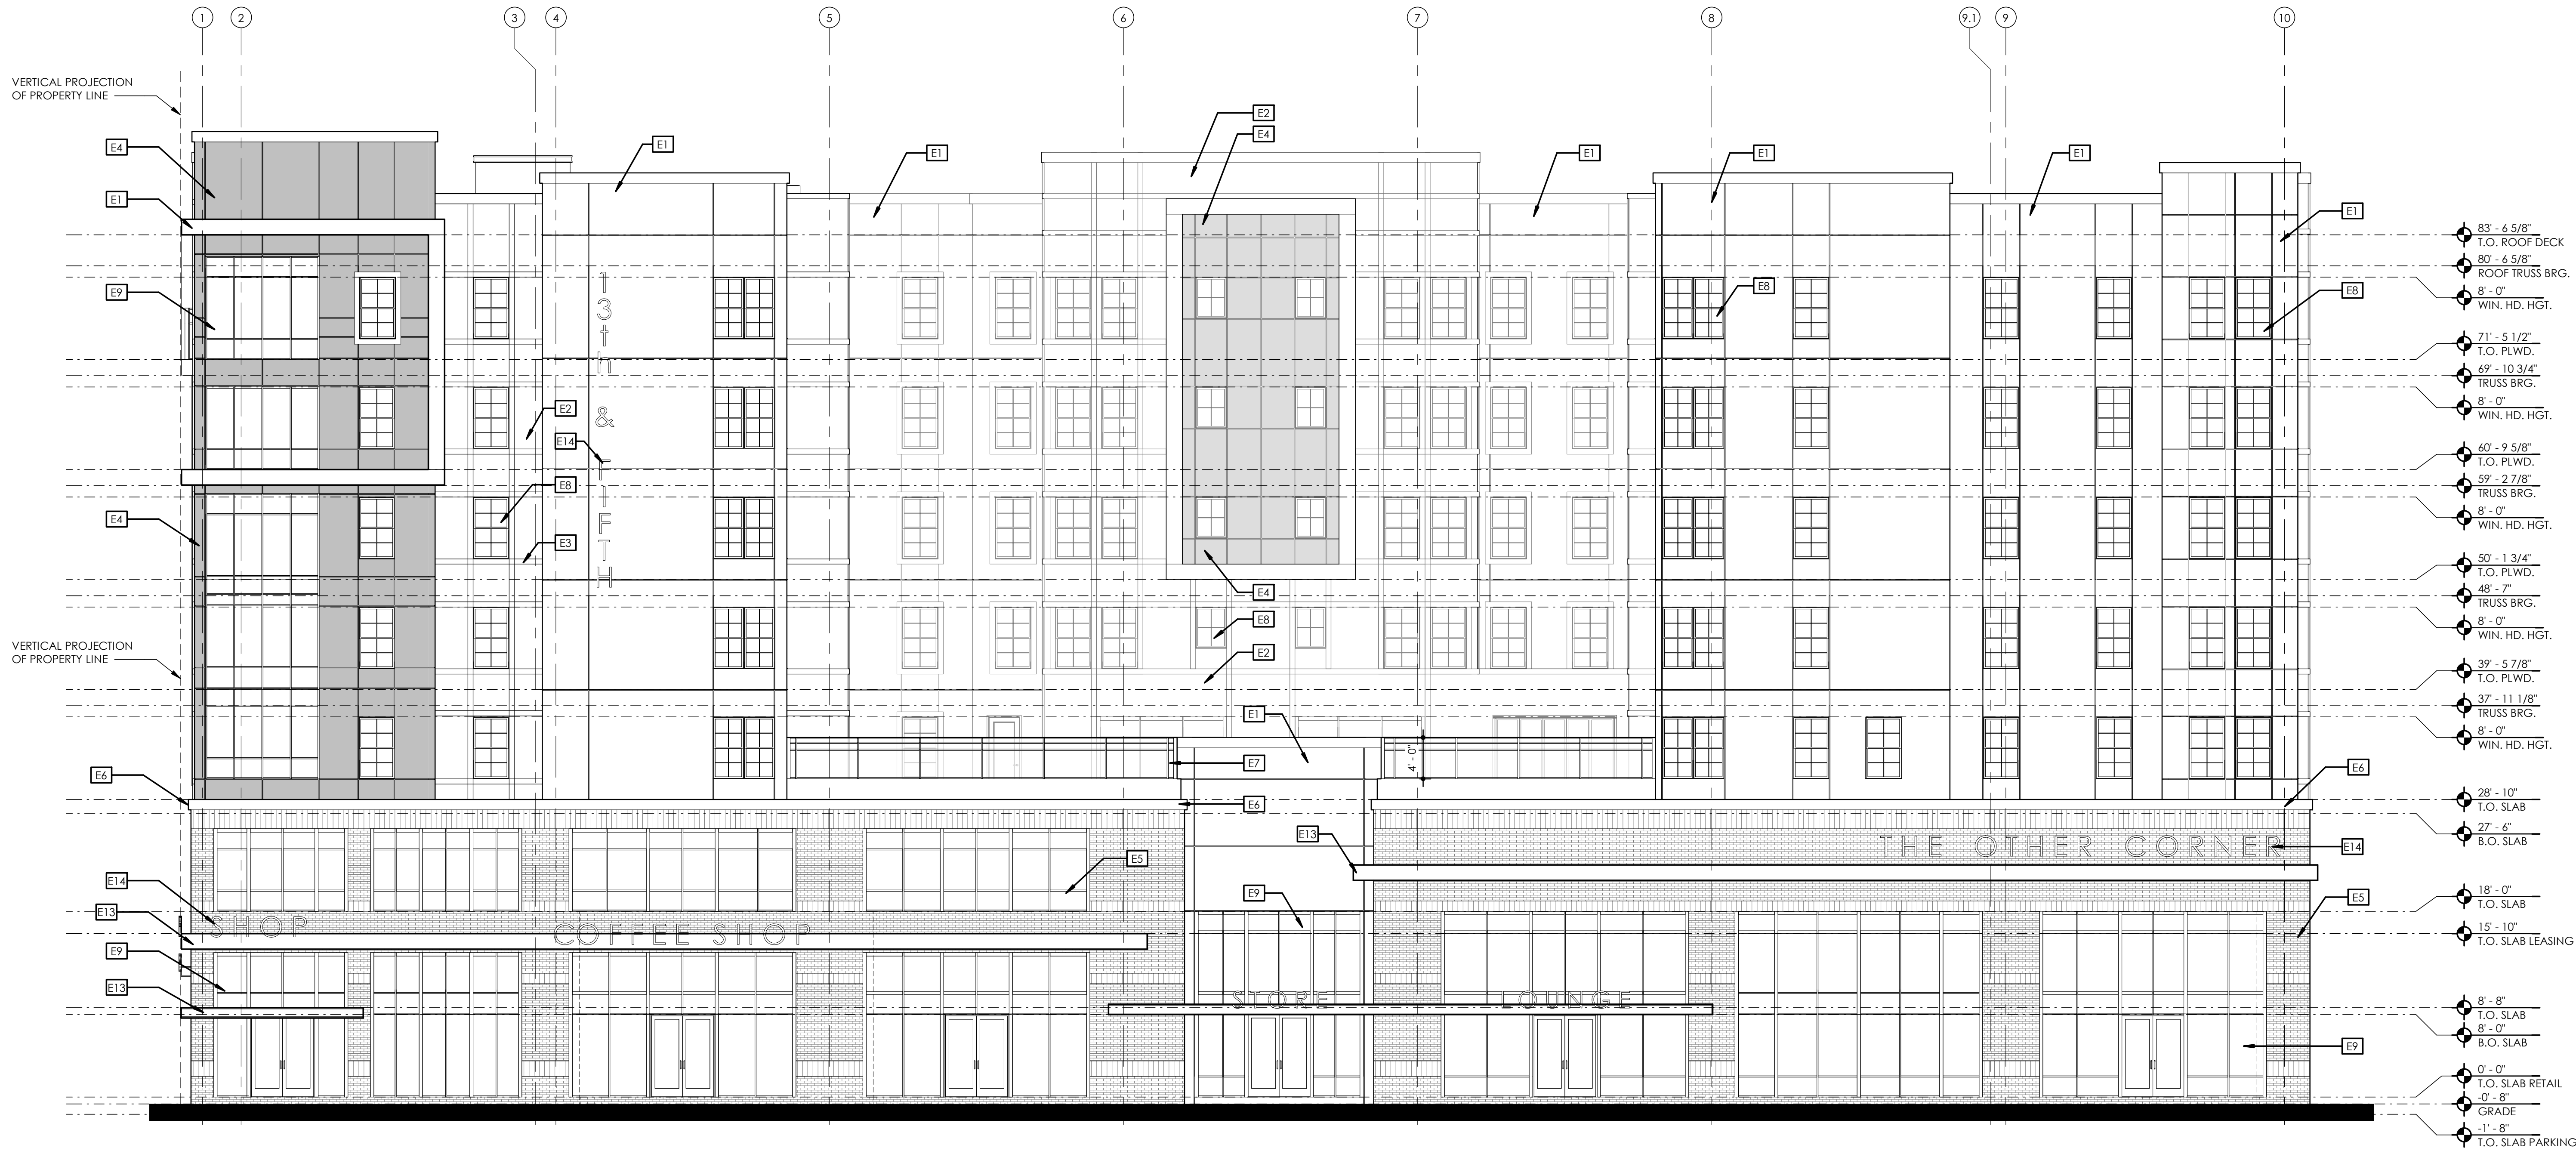 1
2
3
4
5
6
7
8
9.1
9
10
VERTICAL PROJECTION
OF PROPERTY LINE
E2
E4
E4
E1
E1
E1
E1
E1
E1
E1
83' - 6 5/8"
T.O. ROOF DECK
80' - 6 5/8"
ROOF TRUSS BRG.
E9
E8
E8
8' - 0"
WIN. HD. HGT.
13th & FIFTH
71' - 5 1/2"
T.O. PLWD.
69' - 10 3/4"
TRUSS BRG.
E2
8' - 0"
WIN. HD. HGT.
E14
60' - 9 5/8"
T.O. PLWD.
E8
59' - 2 7/8"
TRUSS BRG.
E4
8' - 0"
WIN. HD. HGT.
E3
50' - 1 3/4"
T.O. PLWD.
E4
48' - 7"
TRUSS BRG.
E8
8' - 0"
WIN. HD. HGT.
VERTICAL PROJECTION
OF PROPERTY LINE
E2
39' - 5 7/8"
T.O. PLWD.
37' - 11 1/8"
TRUSS BRG.
E1
8' - 0"
WIN. HD. HGT.
E7
4' - 0"
E6
E6
E6
28' - 10"
T.O. SLAB
E13
27' - 6"
B.O. SLAB
THE OTHER CORNER
E14
E5
E14
E9
18' - 0"
T.O. SLAB
E5
E13
SHOP
COFFEE SHOP
15' - 10"
T.O. SLAB LEASING
E9
E13
STORE
LOUNGE
8' - 8"
T.O. SLAB
8' - 0"
B.O. SLAB
E9
0' - 0"
T.O. SLAB RETAIL
-0' - 8"
GRADE
-1' - 8"
T.O. SLAB PARKING